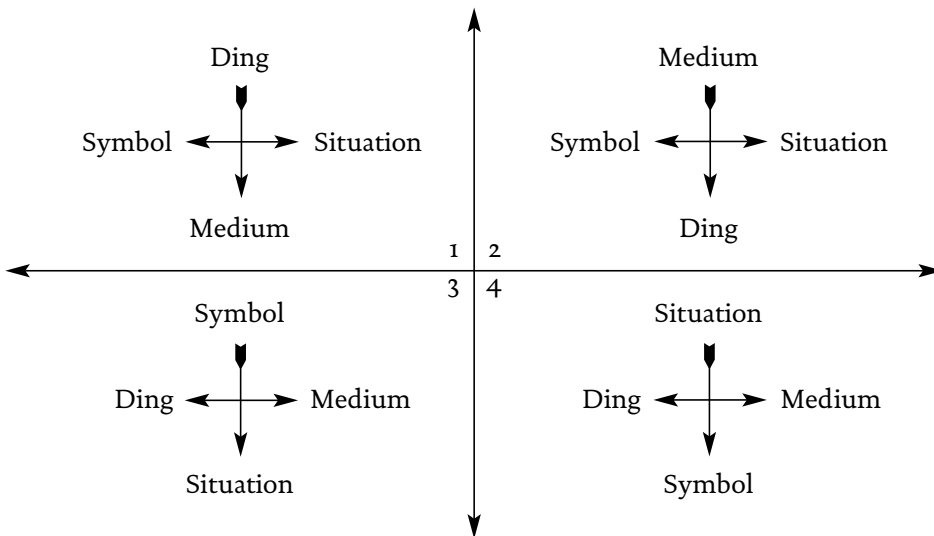 Ding
Symbol
Situation
Medium
Medium
Symbol
Situation
Ding
1
2
3
4
Symbol
Ding
Medium
Situation
Situation
Ding
Medium
Symbol